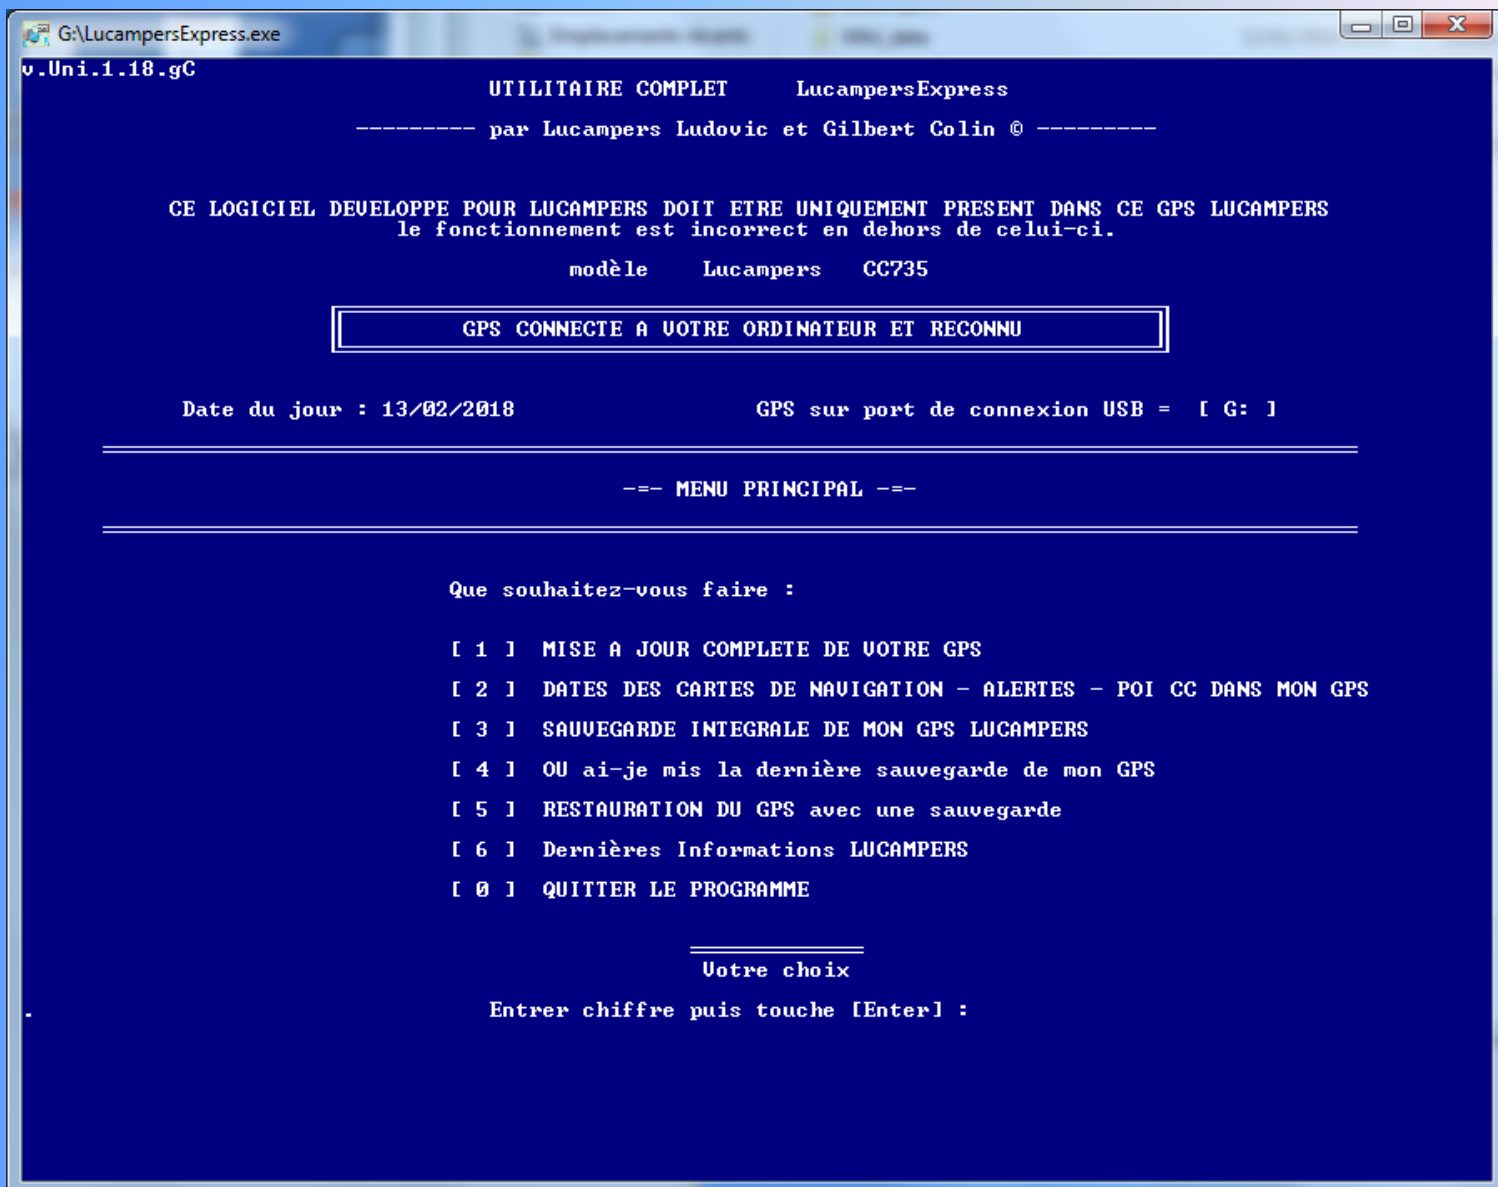 G:\LucampersExpress.exe
v.Uni.1.18.gC
UTILITAIRE COMPLET LucampersExpress
--------- par Lucampers Ludovic et Gilbert Colin © ---------
CE LOGICIEL DEVELOPPE POUR LUCAMPERS DOIT ETRE UNIQUEMENT PRESENT DANS CE GPS LUCAMPERS
le fonctionnement est incorrect en dehors de celui-ci.
modèle Lucampers CC735
GPS CONNECTE A VOTRE ORDINATEUR ET RECONNU
Date du jour : 13/02/2018 GPS sur port de connexion USB = [ G: ]
-=- MENU PRINCIPAL -=-
Que souhaitez-vous faire :
[ 1 ] MISE A JOUR COMPLETE DE VOTRE GPS
[ 2 ] DATES DES CARTES DE NAVIGATION - ALERTES - POI CC DANS MON GPS
[ 3 ] SAUVEGARDE INTEGRALE DE MON GPS LUCAMPERS
[ 4 ] OU ai-je mis la dernière sauvegarde de mon GPS
[ 5 ] RESTAURATION DU GPS avec une sauvegarde
[ 6 ] Dernières Informations LUCAMPERS
[ 0 ] QUITTER LE PROGRAMME
Votre choix
. Entrer chiffre puis touche [Enter] :